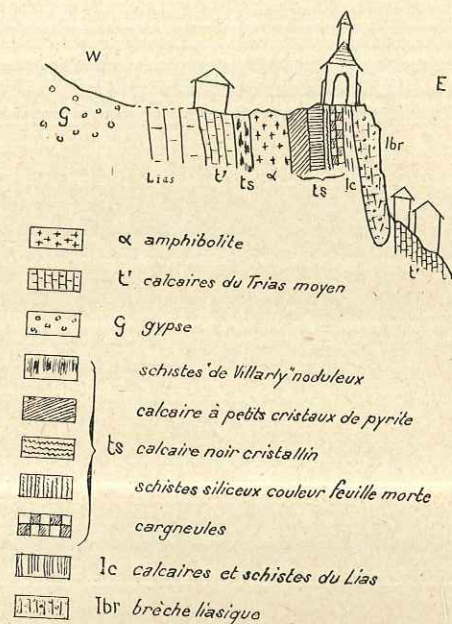 W
E
G
lbr
Lias t' ts α ts lc
t'
α amphibolite
t' calcaires du Trias moyen
G gypse
schistes "de Villarly" noduleux
calcaire à petits cristaux de pyrite
ts calcaire noir cristallin
schistes siliceux couleur feuille morte
cargneules
lc calcaires et schistes du Lias
lbr brèche liasique